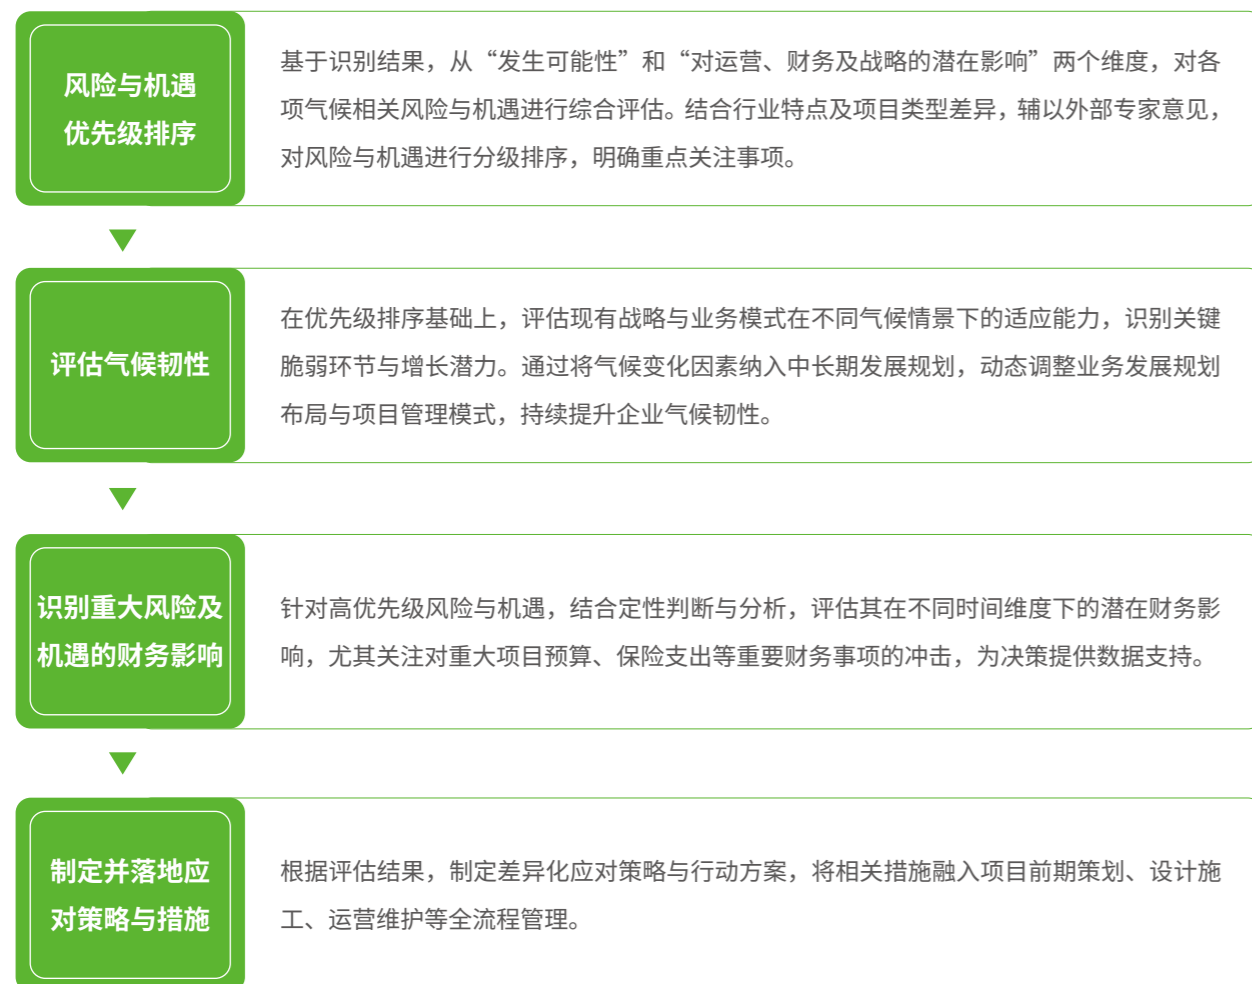 风险与机遇
优先级排序
基于识别结果，从“发生可能性”和“对运营、财务及战略的潜在影响”两个维度，对各
项气候相关风险与机遇进行综合评估。结合行业特点及项目类型差异，辅以外部专家意见，
对风险与机遇进行分级排序，明确重点关注事项。
评估气候韧性
在优先级排序基础上，评估现有战略与业务模式在不同气候情景下的适应能力，识别关键
脆弱环节与增长潜力。通过将气候变化因素纳入中长期发展规划，动态调整业务发展规划
布局与项目管理模式，持续提升企业气候韧性。
识别重大风险及
机遇的财务影响
针对高优先级风险与机遇，结合定性判断与分析，评估其在不同时间维度下的潜在财务影
响，尤其关注对重大项目预算、保险支出等重要财务事项的冲击，为决策提供数据支持。
制定并落地应
对策略与措施
根据评估结果，制定差异化应对策略与行动方案，将相关措施融入项目前期策划、设计施
工、运营维护等全流程管理。